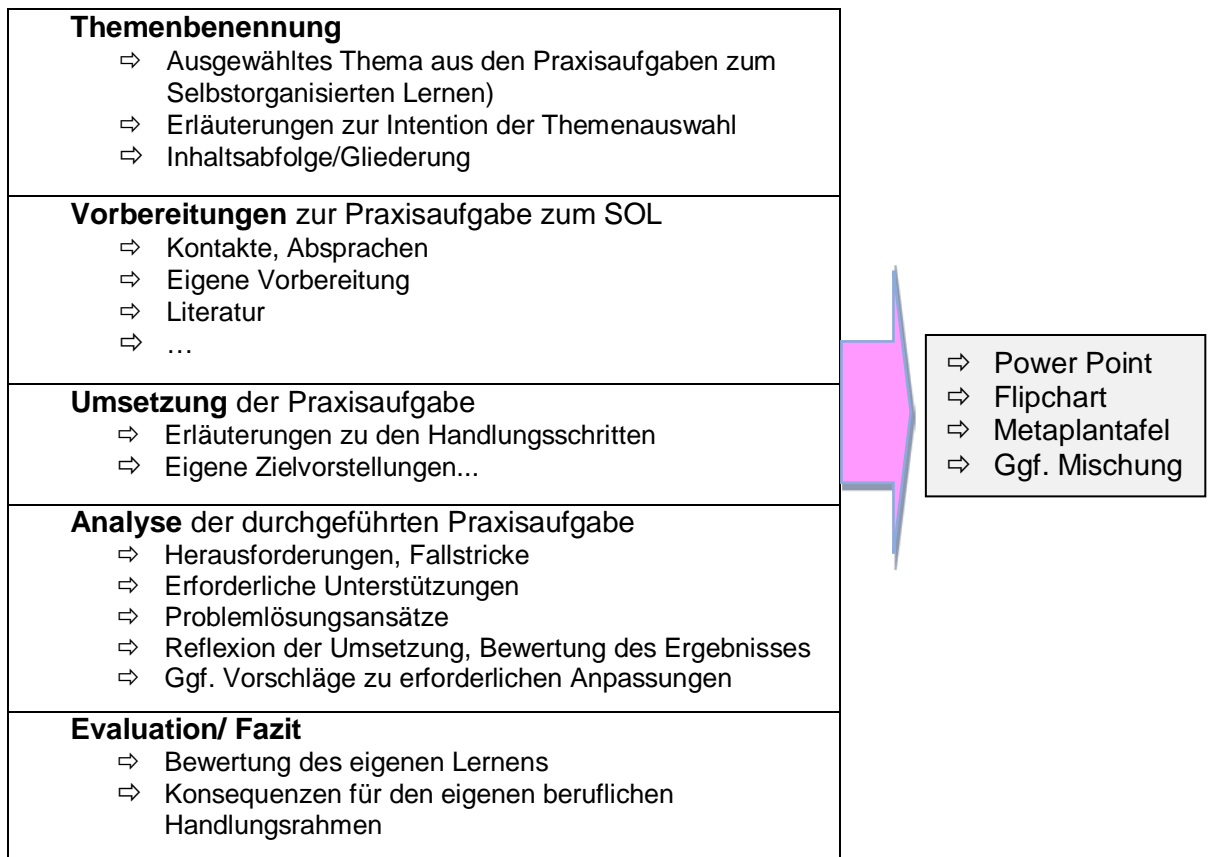 Themenbenennung
⇨ Ausgewähltes Thema aus den Praxisaufgaben zum
Selbstorganisierten Lernen)
⇨ Erläuterungen zur Intention der Themenauswahl
⇨ Inhaltsabfolge/Gliederung
Vorbereitungen zur Praxisaufgabe zum SOL
⇨ Kontakte, Absprachen
⇨ Eigene Vorbereitung
⇨ Literatur
⇨ …
Umsetzung der Praxisaufgabe
⇨ Erläuterungen zu den Handlungsschritten
⇨ Eigene Zielvorstellungen...
Analyse der durchgeführten Praxisaufgabe
⇨ Herausforderungen, Fallstricke
⇨ Erforderliche Unterstützungen
⇨ Problemlösungsansätze
⇨ Reflexion der Umsetzung, Bewertung des Ergebnisses
⇨ Ggf. Vorschläge zu erforderlichen Anpassungen
Evaluation/ Fazit
⇨ Bewertung des eigenen Lernens
⇨ Konsequenzen für den eigenen beruflichen
Handlungsrahmen
⇨ Power Point
⇨ Flipchart
⇨ Metaplantafel
⇨ Ggf. Mischung